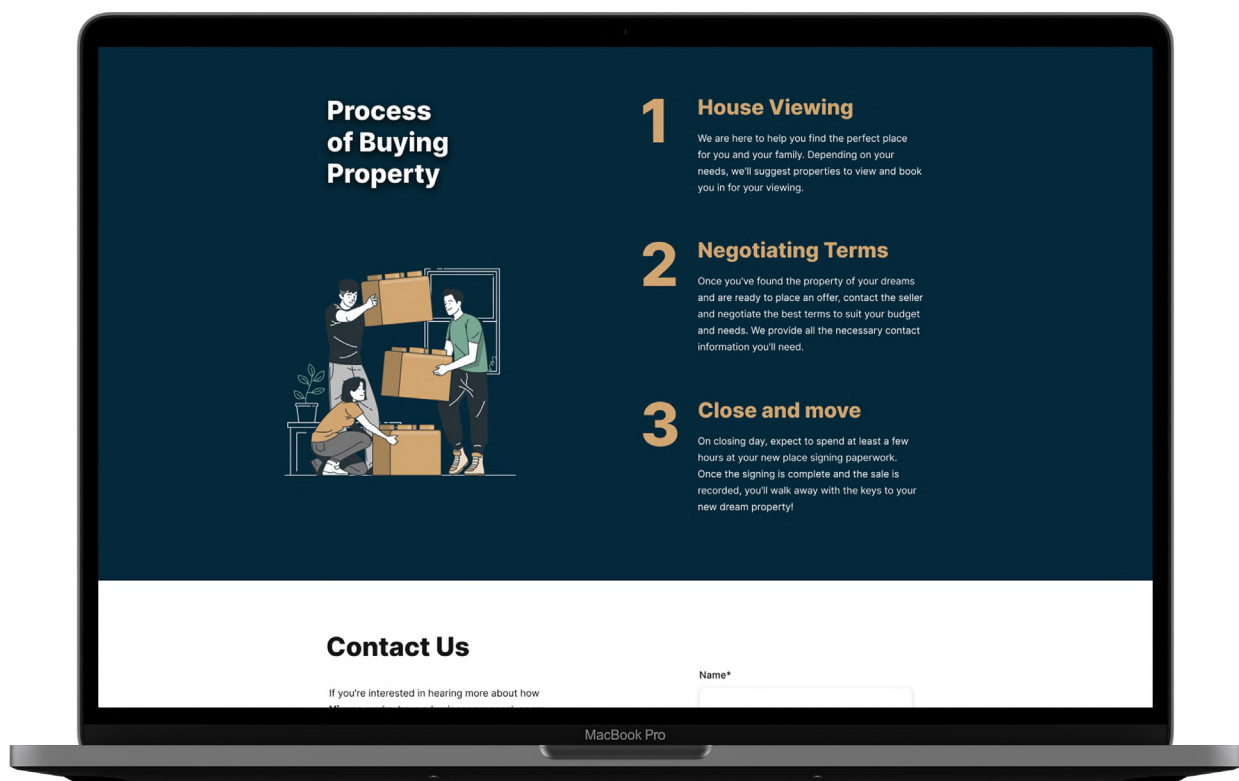 Process
of Buying
Property
1
House Viewing
We are here to help you find the perfect place
for you and your family. Depending on your
needs, we'll suggest properties to view and book
you in for your viewing.
2
Negotiating Terms
Once you've found the property of your dreams
and are ready to place an offer, contact the seller
and negotiate the best terms to suit your budget
and needs. We provide all the necessary contact
information you'll need.
3
Close and move
On closing day, expect to spend at least a few
hours at your new place signing paperwork.
Once the signing is complete and the sale is
recorded, you'll walk away with the keys to your
new dream property!
Contact Us
If you're interested in hearing more about how
Name*
MacBook Pro